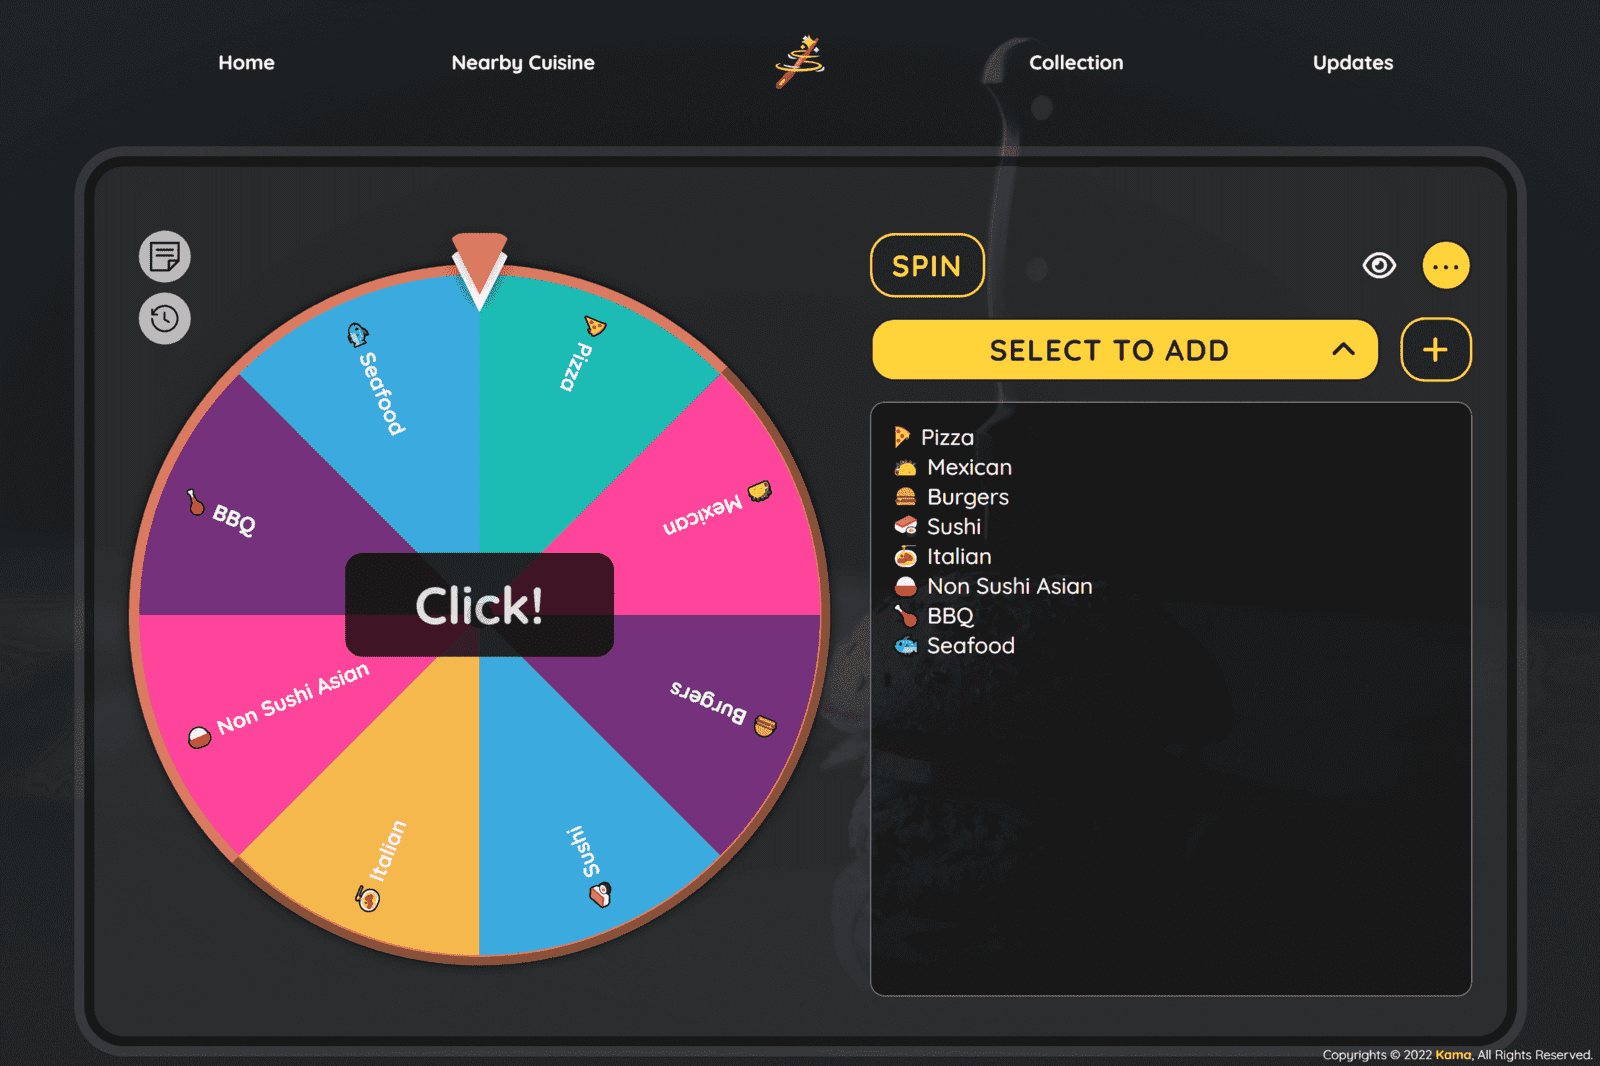 Home
Nearby Cuisine
Collection
Updates
SPIN
...
SELECT TO ADD
+
Pizza
Mexican
Burgers
Sushi
Italian
Non Sushi Asian
BBQ
Seafood
Click!
Pizza
Mexican
Burgers
Sushi
Italian
Non Sushi Asian
BBQ
Seafood
Copyrights © 2022 Kama, All Rights Reserved.